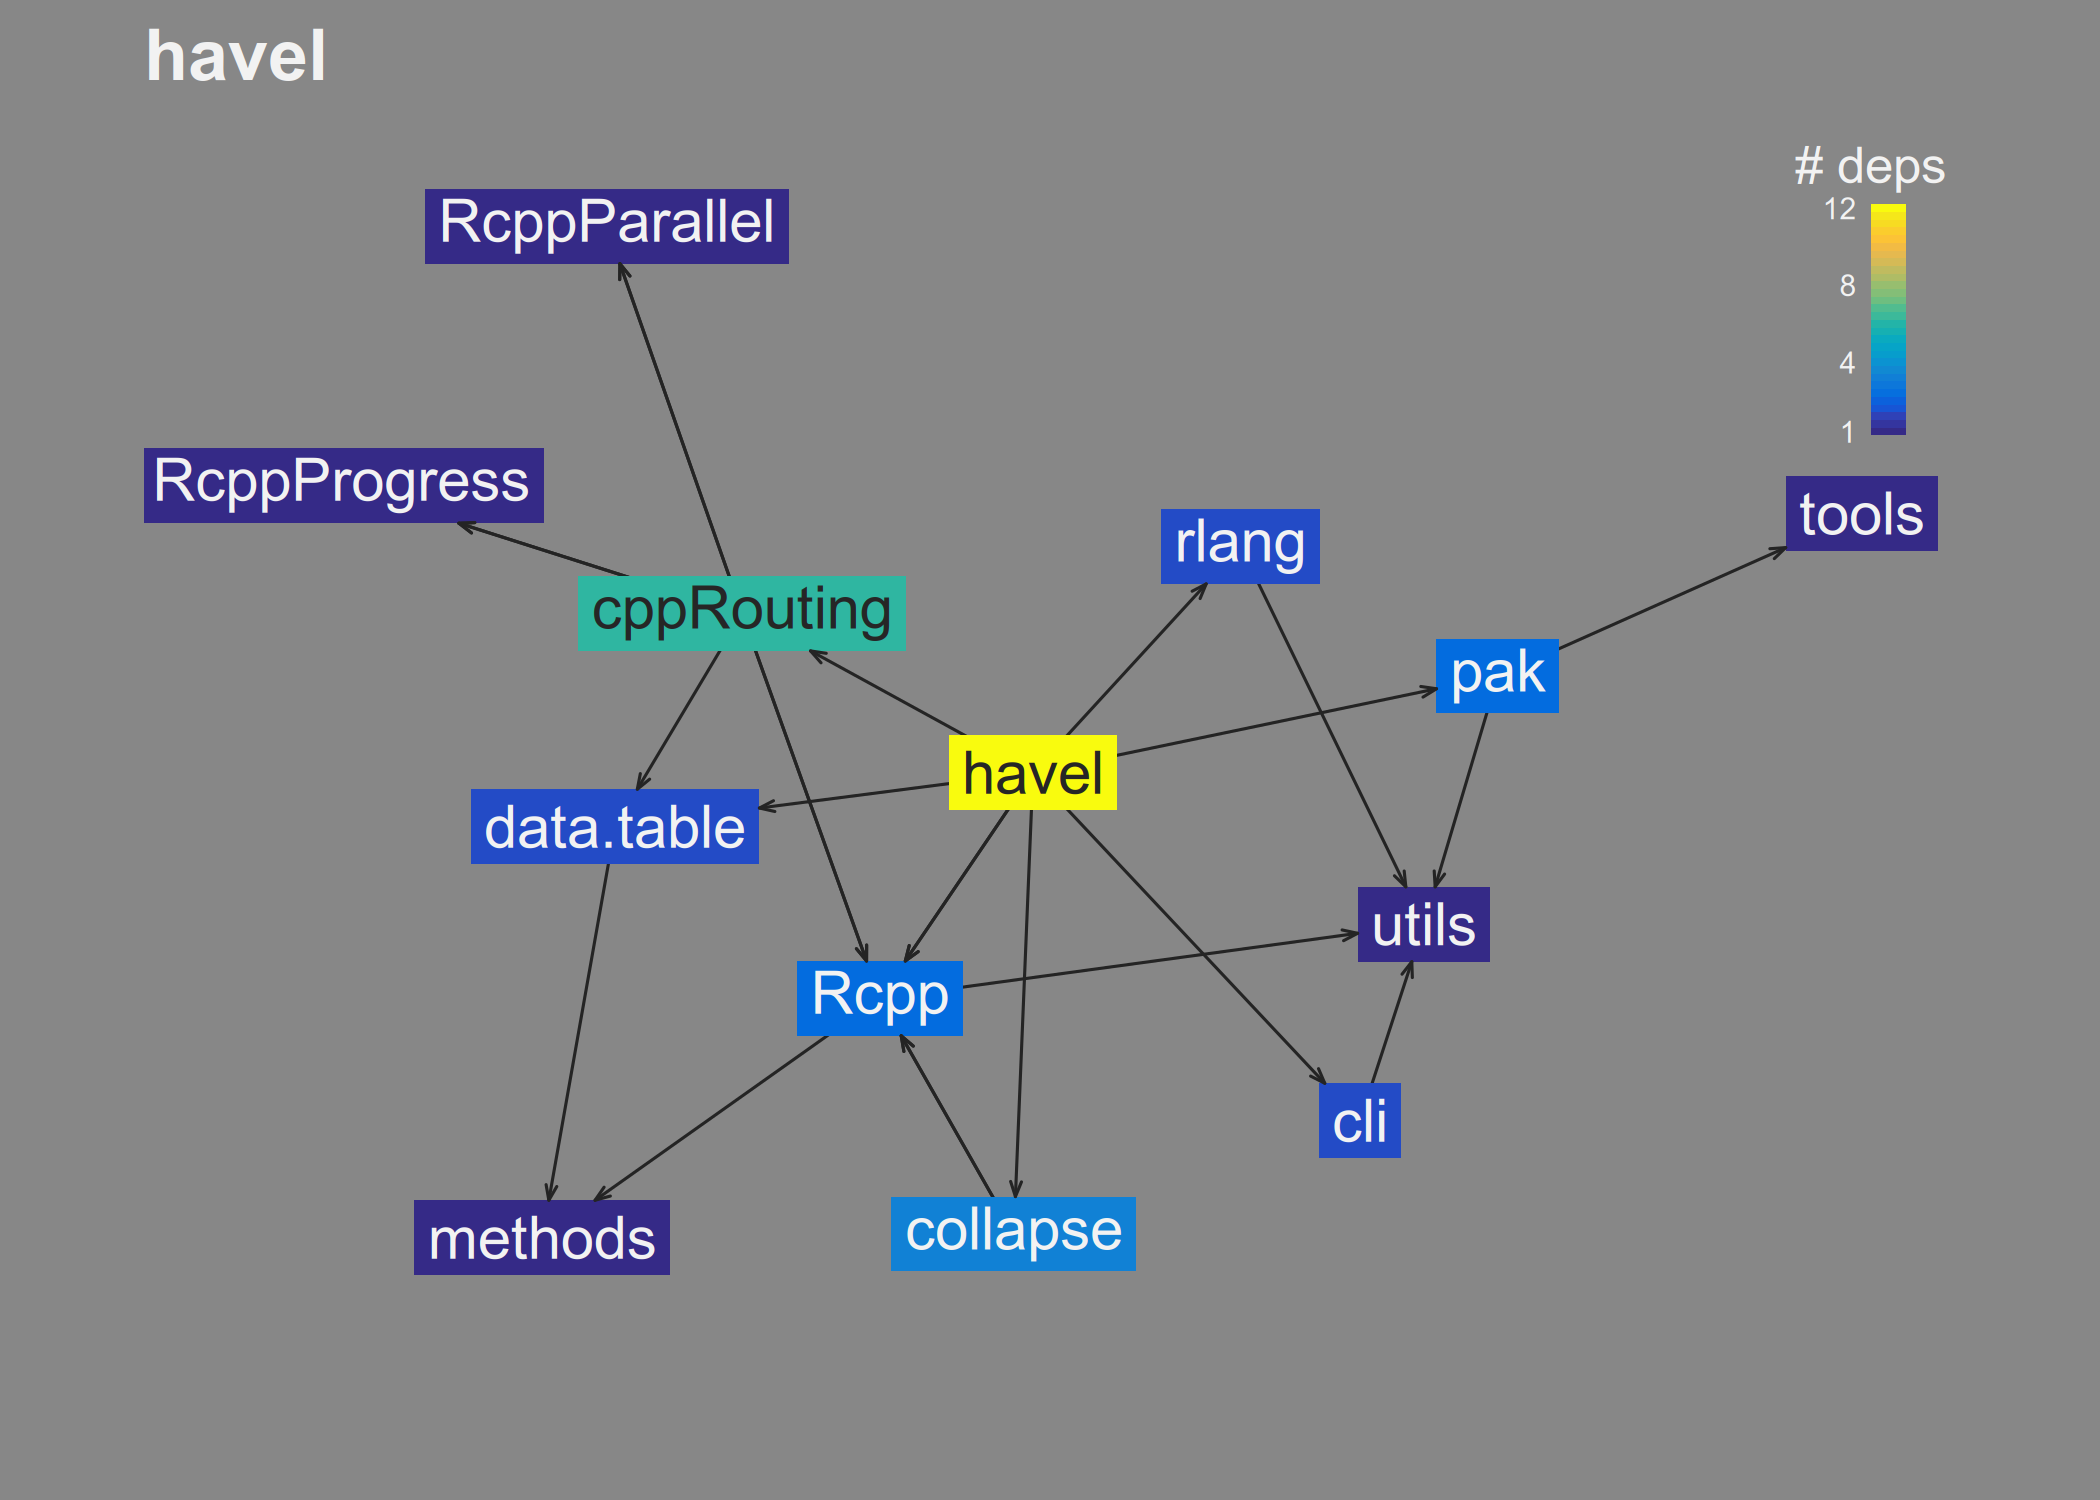 havel
# deps
12
8
4
1
RcppParallel
RcppProgress
tools
rlang
cppRouting
pak
havel
data.table
utils
Rcpp
cli
collapse
methods